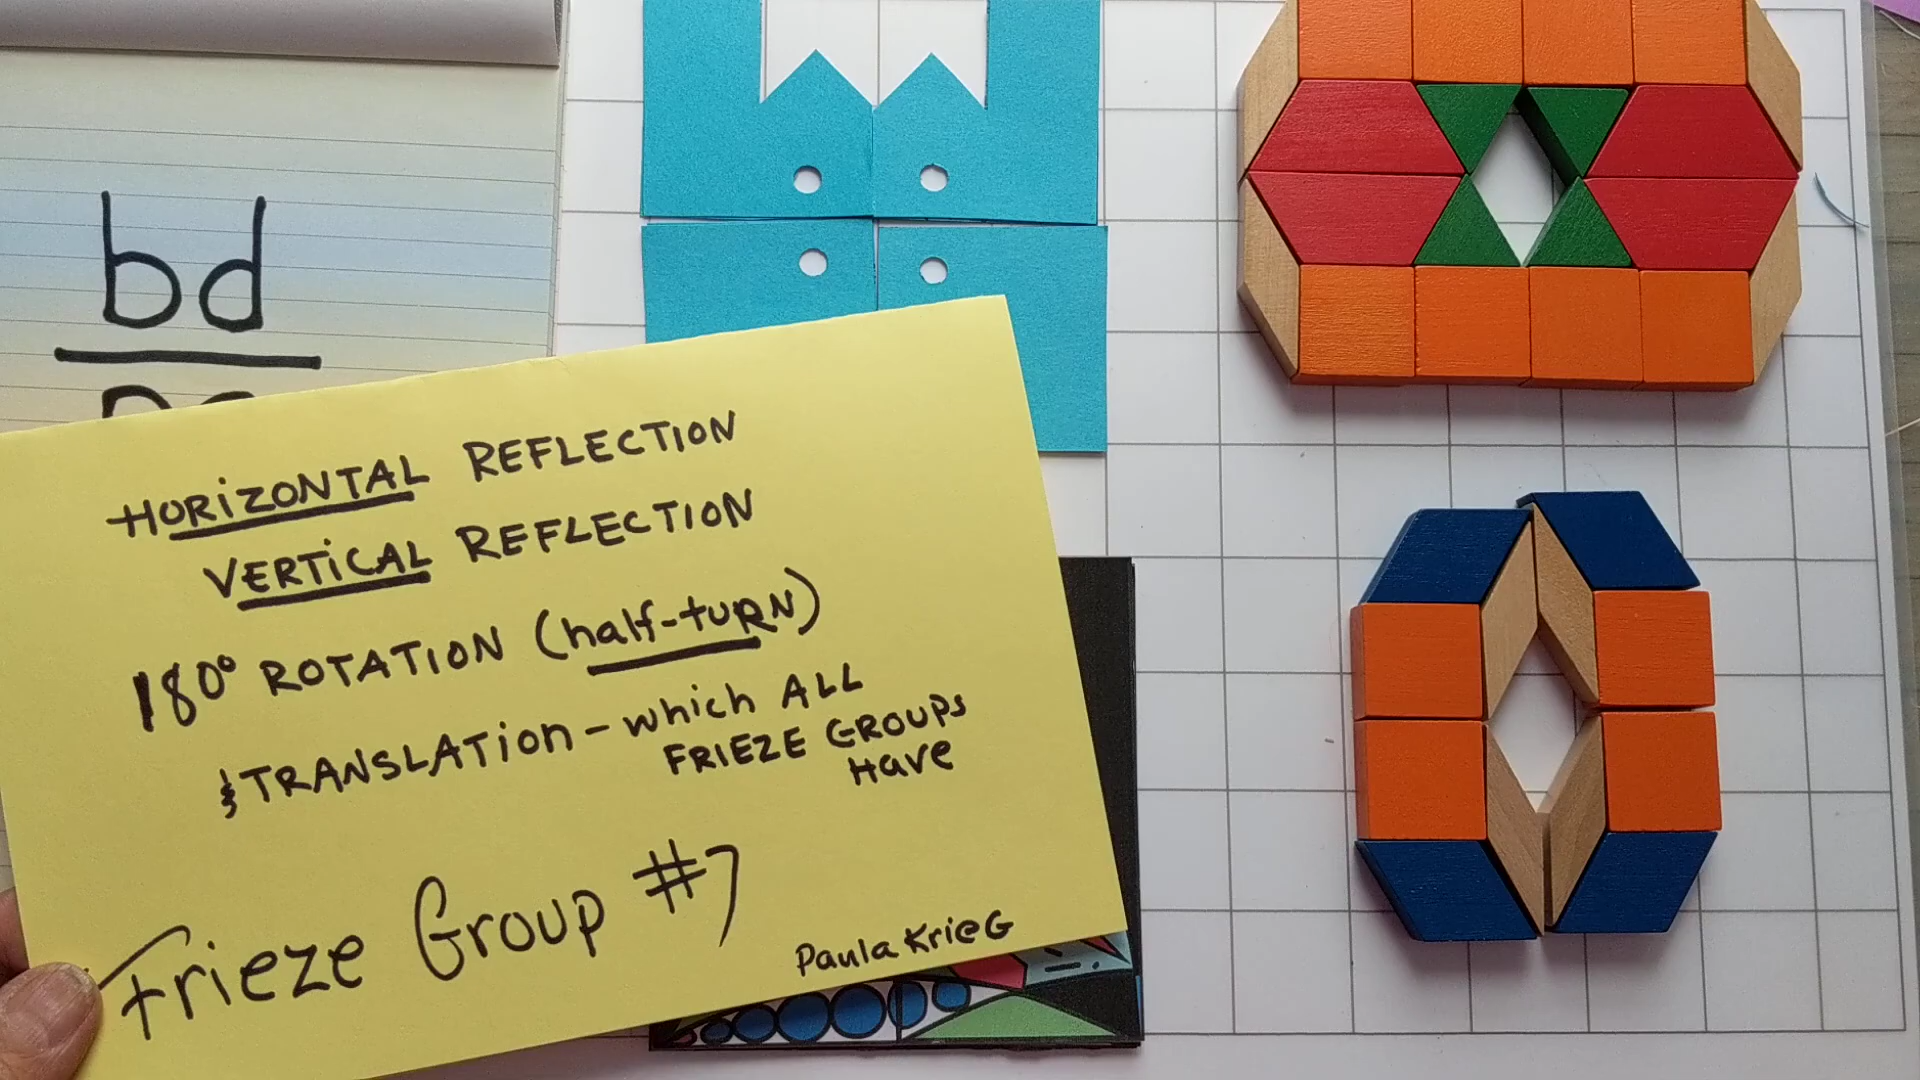 bd
HORIZONTAL REFLECTION
VERTICAL REFLECTION
180° ROTATION (half-turn)
& TRANSLATION - which ALL
FRIEZE GROUPS
Have
Frieze Group #7
Paula Krieg